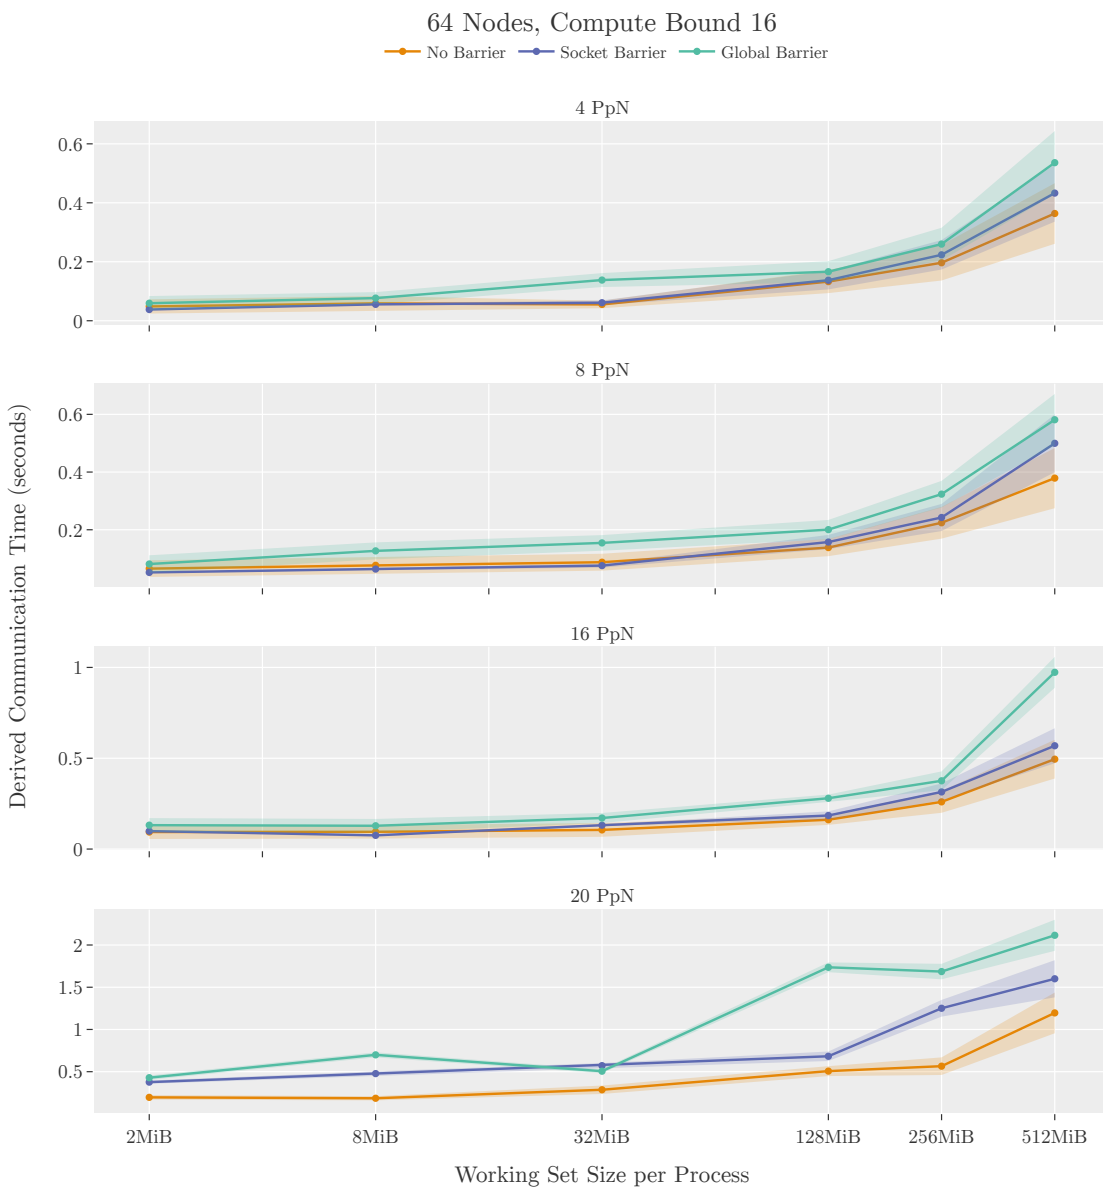 64 Nodes, Compute Bound 16
No Barrier Socket Barrier Global Barrier
4 PpN
0.6
0.4
0.2
0
8 PpN
0.6
0.4
0.2
16 PpN
1
0.5
0
20 PpN
2
1.5
1
0.5
2MiB 8MiB 32MiB 128MiB 256MiB 512MiB
Working Set Size per Process
Derived Communication Time (seconds)